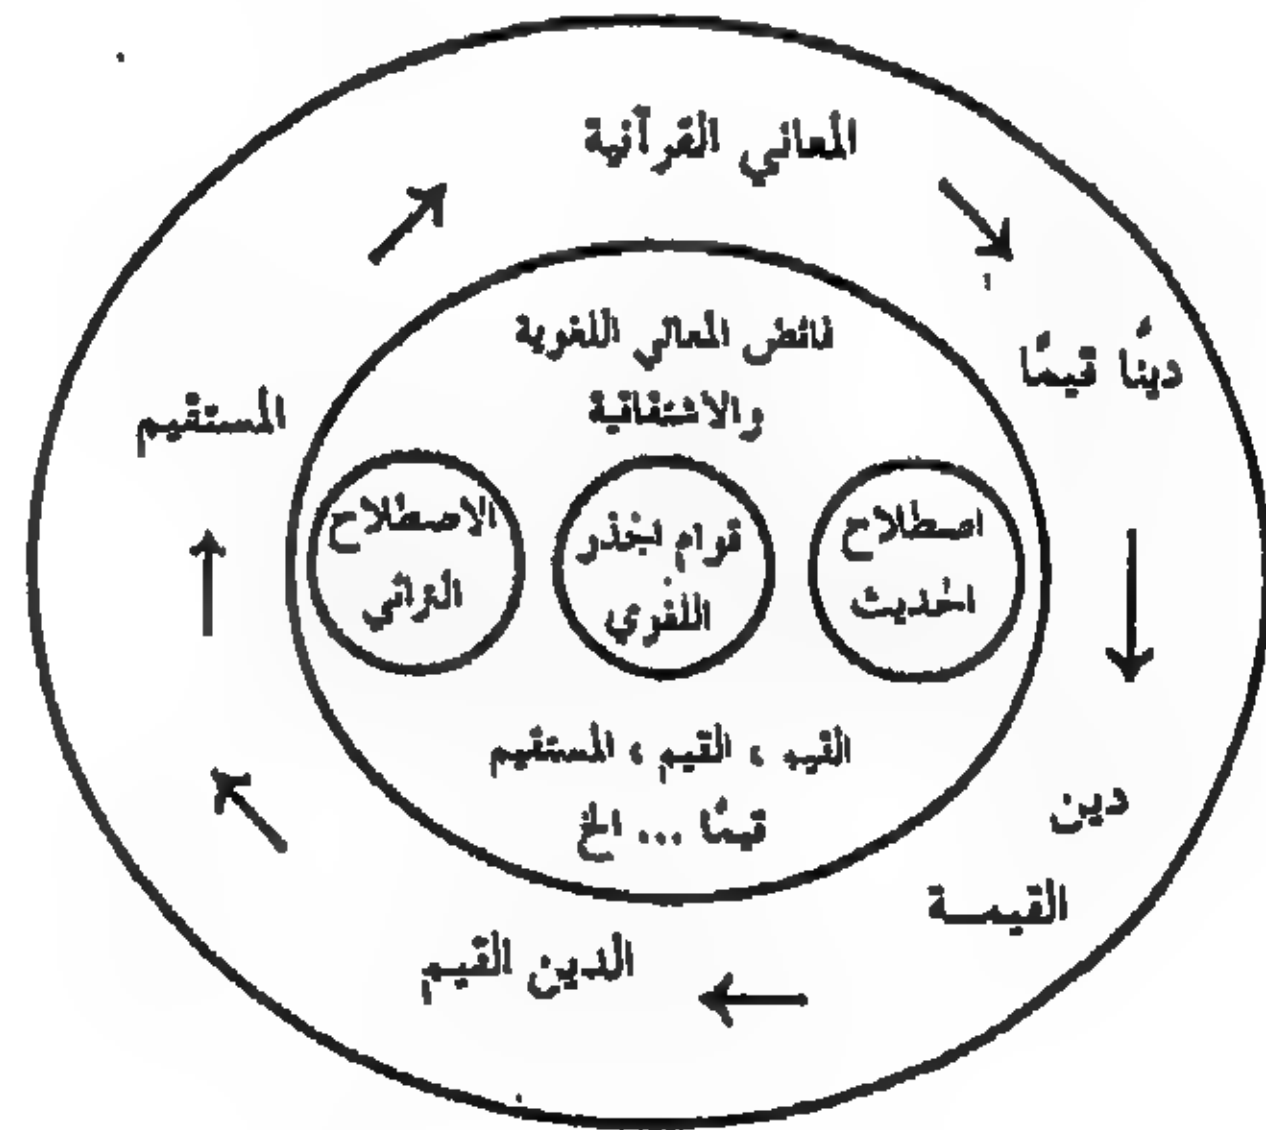 المعاني القرآنية
دينًا قيمًا
دين
القيمة
الدين القيم
المستقيم
فائض المعاني اللغوية
والاشتقاقية
اصطلاح
الحديث
قوام الجذر
اللغوي
الاصطلاح
التراثي
القيم ، القيم ، المستقيم
قيمًا ... الخ